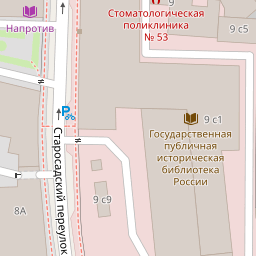 Напротив
9
Стоматологическая
поликлиника
№ 53
9 с5
9 с1
Государственная
публичная
историческая
библиотека
России
Старосадский переулок
9 с9
8А